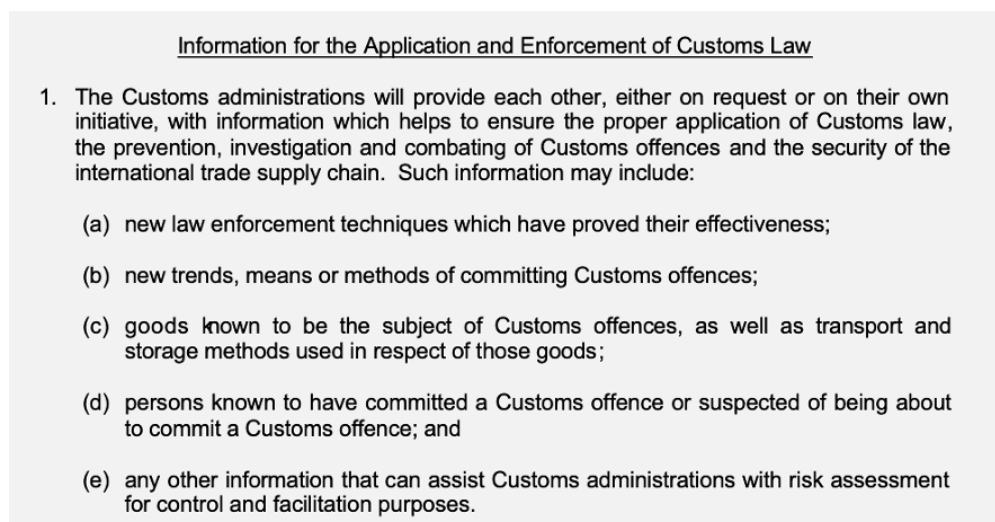 Information for the Application and Enforcement of Customs Law
1. The Customs administrations will provide each other, either on request or on their own
initiative, with information which helps to ensure the proper application of Customs law,
the prevention, investigation and combating of Customs offences and the security of the
international trade supply chain. Such information may include:
(a) new law enforcement techniques which have proved their effectiveness;
(b) new trends, means or methods of committing Customs offences;
(c) goods known to be the subject of Customs offences, as well as transport and
storage methods used in respect of those goods;
(d) persons known to have committed a Customs offence or suspected of being about
to commit a Customs offence; and
(e) any other information that can assist Customs administrations with risk assessment
for control and facilitation purposes.